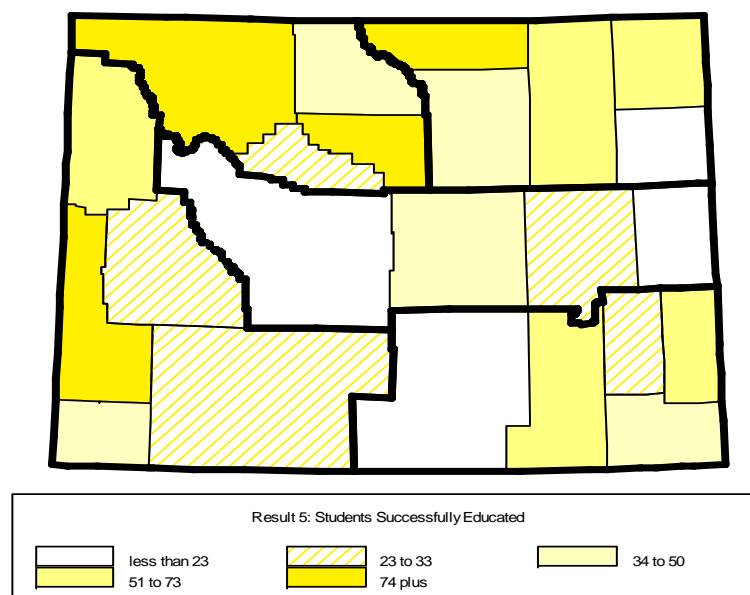 Result 5: Students Successfully Educated
less than 23
23 to 33
34 to 50
51 to 73
74 plus